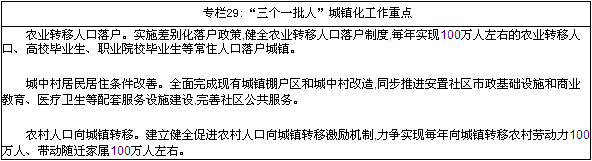 专栏29:“三个一批人”城镇化工作重点
农业转移人口落户。实施差别化落户政策,健全农业转移人口落户制度,每年实现100万人左右的农业转移人
口、高校毕业生、职业院校毕业生等常住人口落户城镇。
城中村居民居住条件改善。全面完成现有城镇棚户区和城中村改造,同步推进安置社区市政基础设施和商业
教育、医疗卫生等配套服务设施建设,完善社区公共服务。
农村人口向城镇转移。建立健全促进农村人口向城镇转移激励机制,力争实现每年向城镇转移农村劳动力100
万人、带动随迁家属100万人左右。